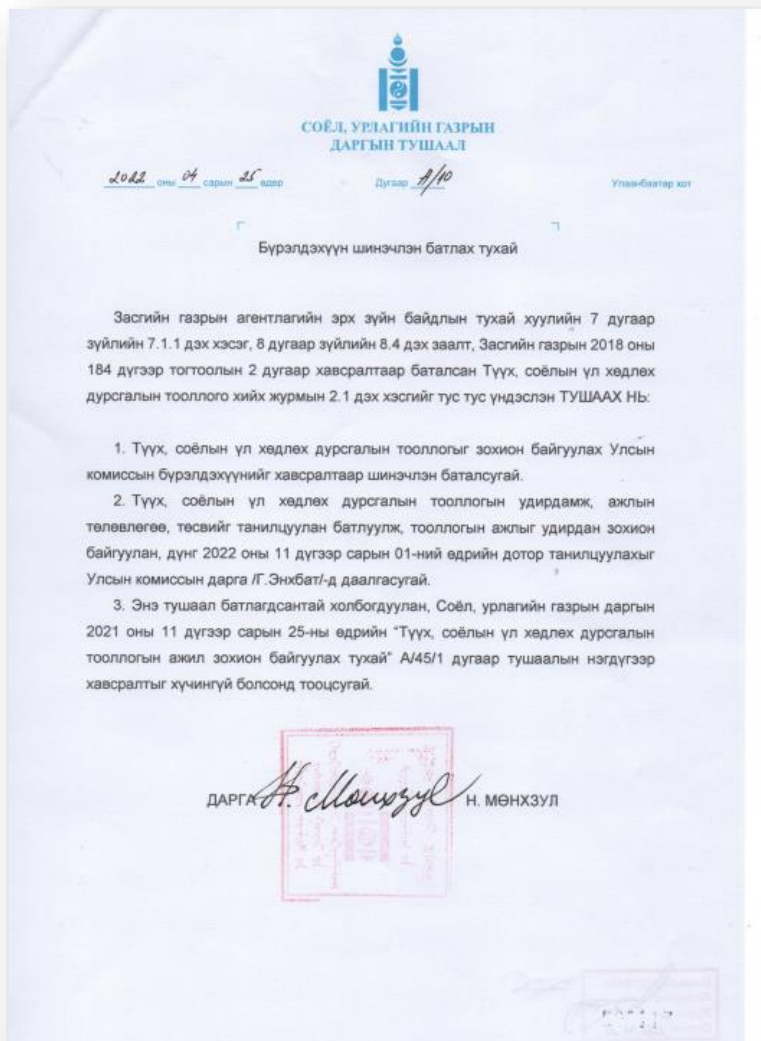 СОЁЛ, УРЛАГИЙН ГАЗРЫН
ДАРГЫН ТУШААЛ
2022 оны 04 сарын 25 өдөр Дугаар А/10 Улаанбаатар хот
Бүрэлдэхүүн шинэчлэн батлах тухай
Засгийн газрын агентлагийн эрх зүйн байдлын тухай хуулийн 7 дугаар
зүйлийн 7.1.1 дэх хэсэг, 8 дугаар зүйлийн 8.4 дэх заалт, Засгийн газрын 2018 оны
184 дүгээр тогтоолын 2 дугаар хавсралтаар баталсан Түүх, соёлын үл хөдлөх
дурсгалын тооллого хийх журмын 2.1 дэх хэсгийг тус тус үндэслэн ТУШААХ НЬ:
1. Түүх, соёлын үл хөдлөх дурсгалын тооллогыг зохион байгуулах Улсын
комиссын бүрэлдэхүүнийг хавсралтаар шинэчлэн баталсугай.
2. Түүх, соёлын үл хөдлөх дурсгалын тооллогын удирдамж, ажлын
төлөвлөгөө, төсвийг танилцуулан батлуулж, тооллогын ажлыг удирдан зохион
байгуулан, дүнг 2022 оны 11 дүгээр сарын 01-ний өдрийн дотор танилцуулахыг
Улсын комиссын дарга /Г.Энхбат/-д даалгасугай.
3. Энэ тушаал батлагдсантай холбогдуулан, Соёл, урлагийн газрын даргын
2021 оны 11 дүгээр сарын 25-ны өдрийн “Түүх, соёлын үл хөдлөх дурсгалын
тооллогын ажил зохион байгуулах тухай” А/45/1 дугаар тушаалын нэгдүгээр
хавсралтыг хүчингүй болсонд тооцсугай.
ДАРГА Н. Мөнхзул Н. МӨНХЗУЛ